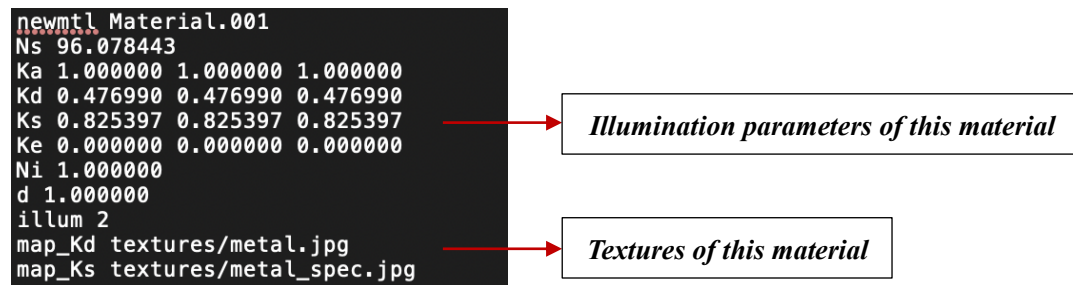 newmtl Material.001
Ns 96.078443
Ka 1.000000 1.000000 1.000000
Kd 0.476990 0.476990 0.476990
Ks 0.825397 0.825397 0.825397
Ke 0.000000 0.000000 0.000000
Ni 1.000000
d 1.000000
illum 2
map_Kd textures/metal.jpg
map_Ks textures/metal_spec.jpg
Illumination parameters of this material
Textures of this material